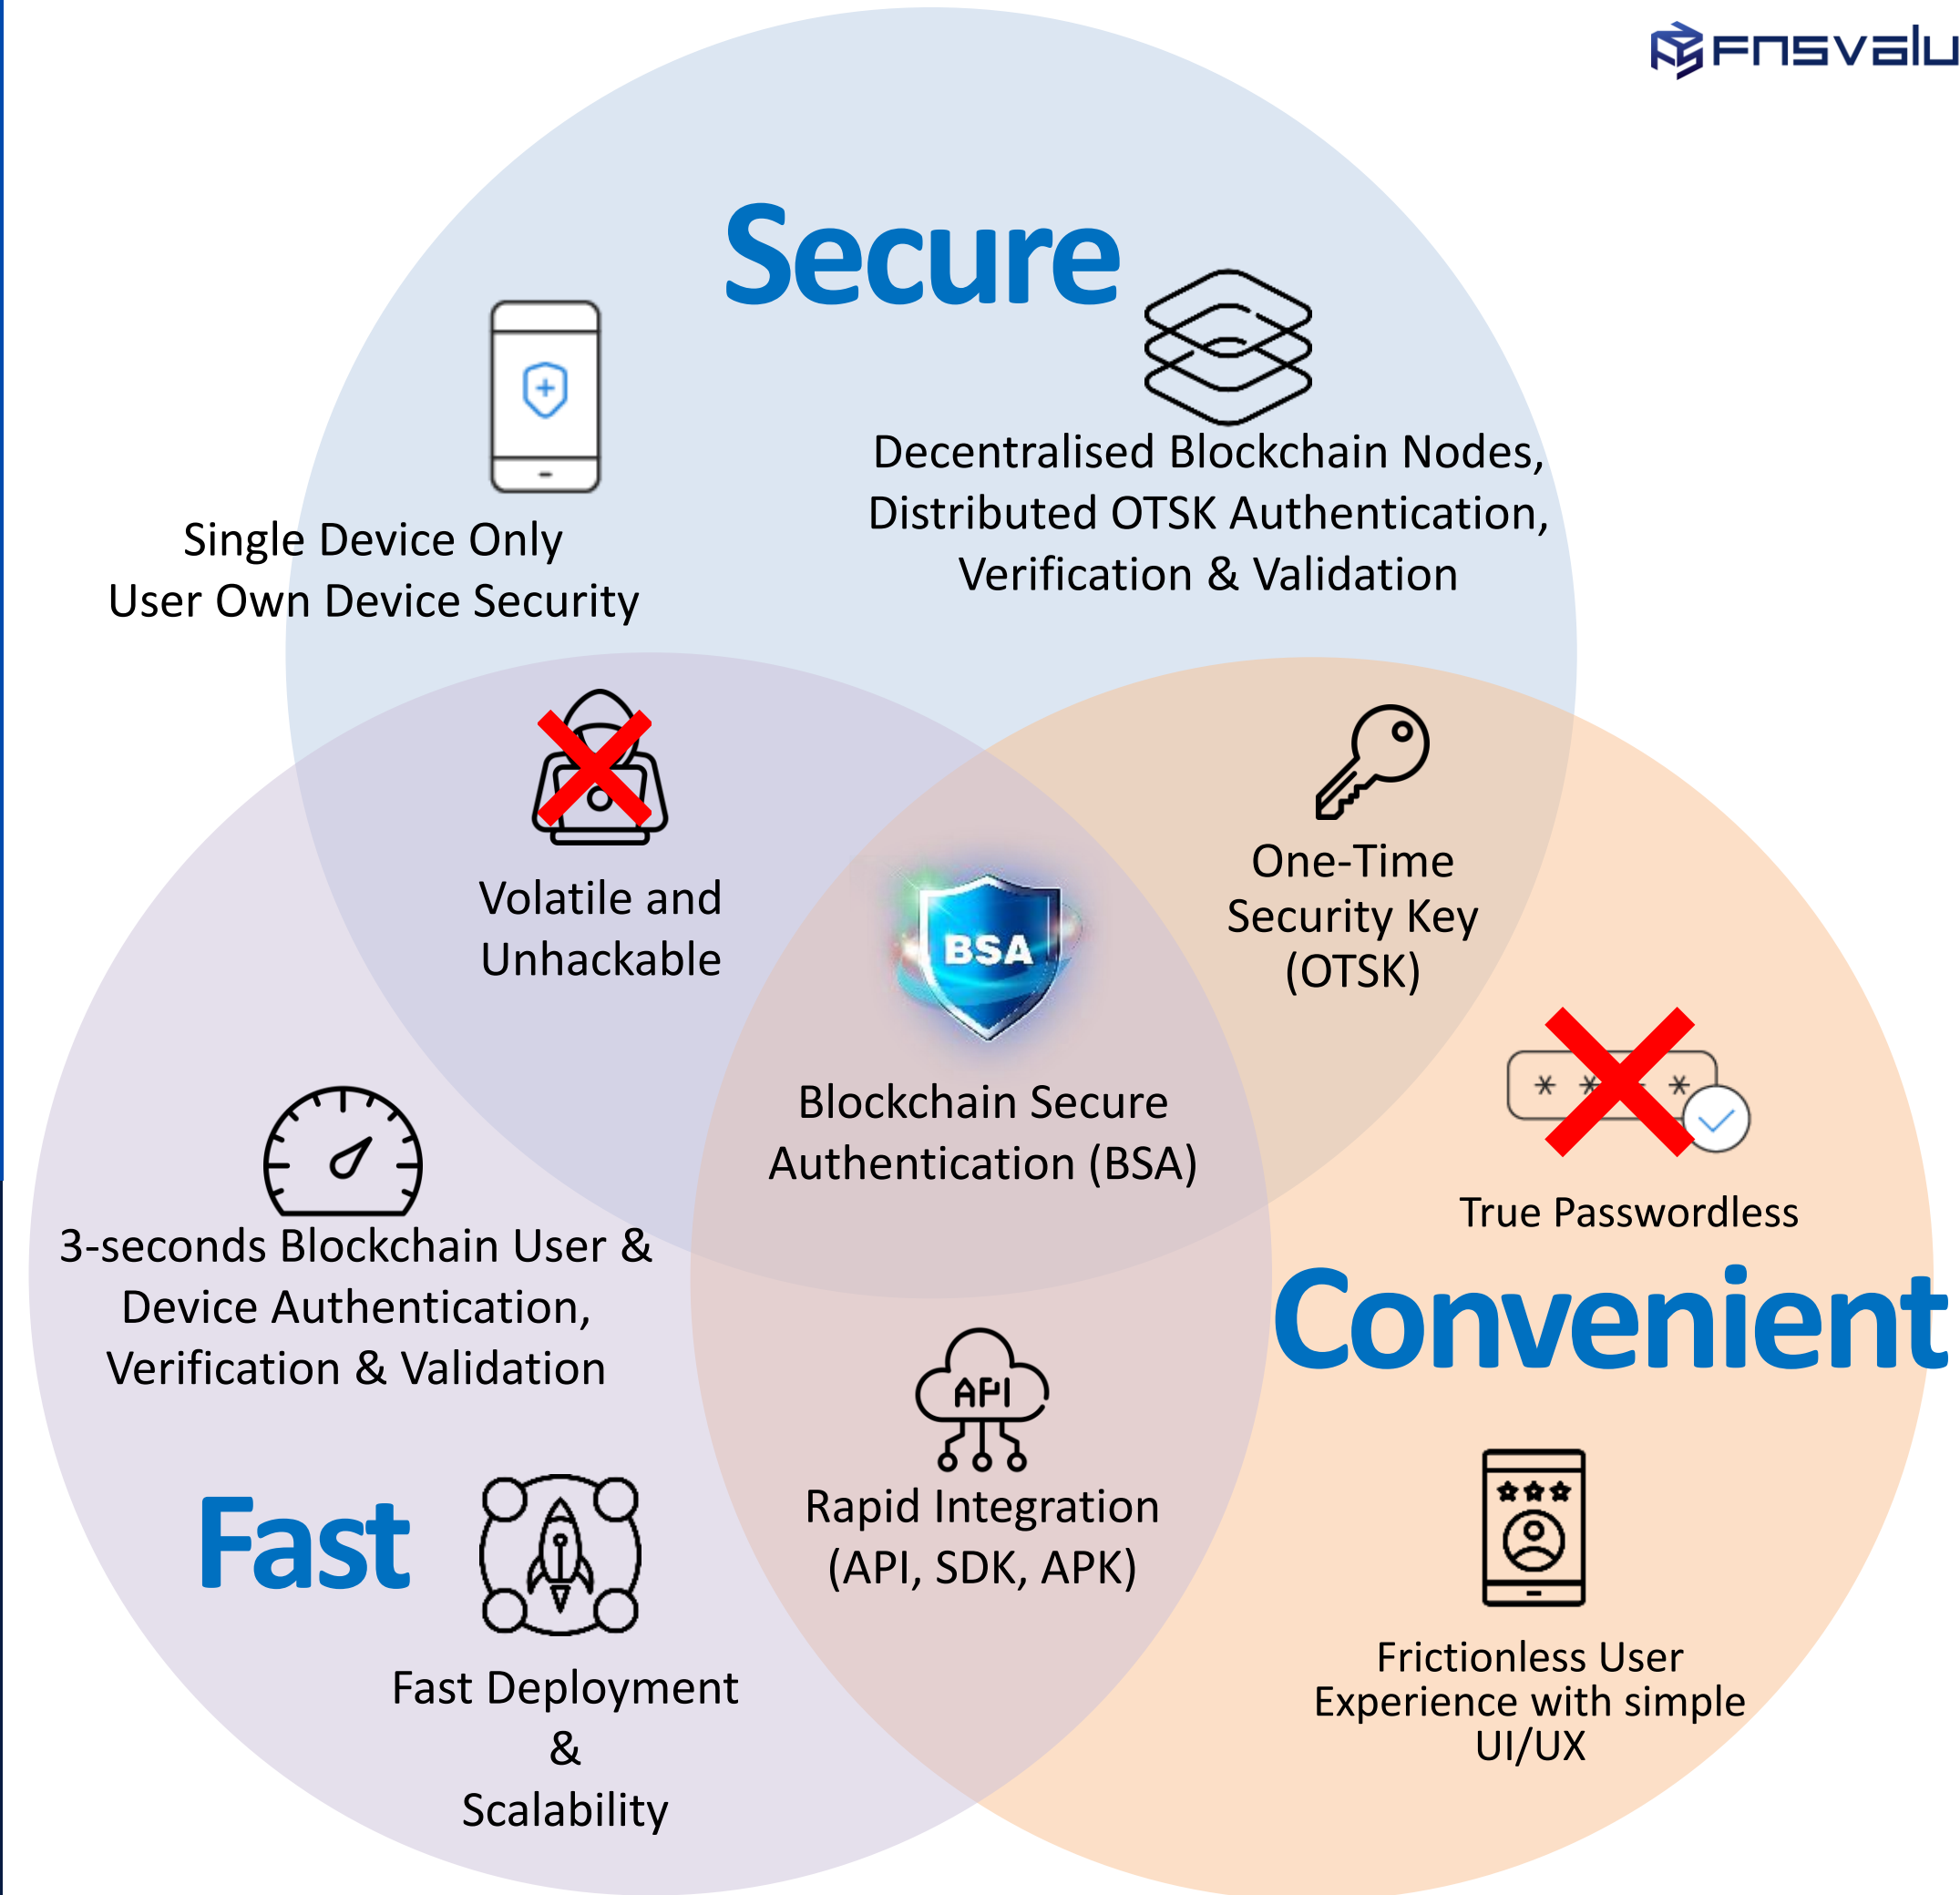 FNSVALU
Secure
Single Device Only
User Own Device Security
Decentralised Blockchain Nodes,
Distributed OTSK Authentication,
Verification & Validation
Volatile and
Unhackable
One-Time
Security Key
(OTSK)
BSA
Blockchain Secure
Authentication (BSA)
* * * *
True Passwordless
Convenient
3-seconds Blockchain User &
Device Authentication,
Verification & Validation
Fast
API
Rapid Integration
(API, SDK, APK)
Fast Deployment
&
Scalability
Frictionless User
Experience with simple
UI/UX